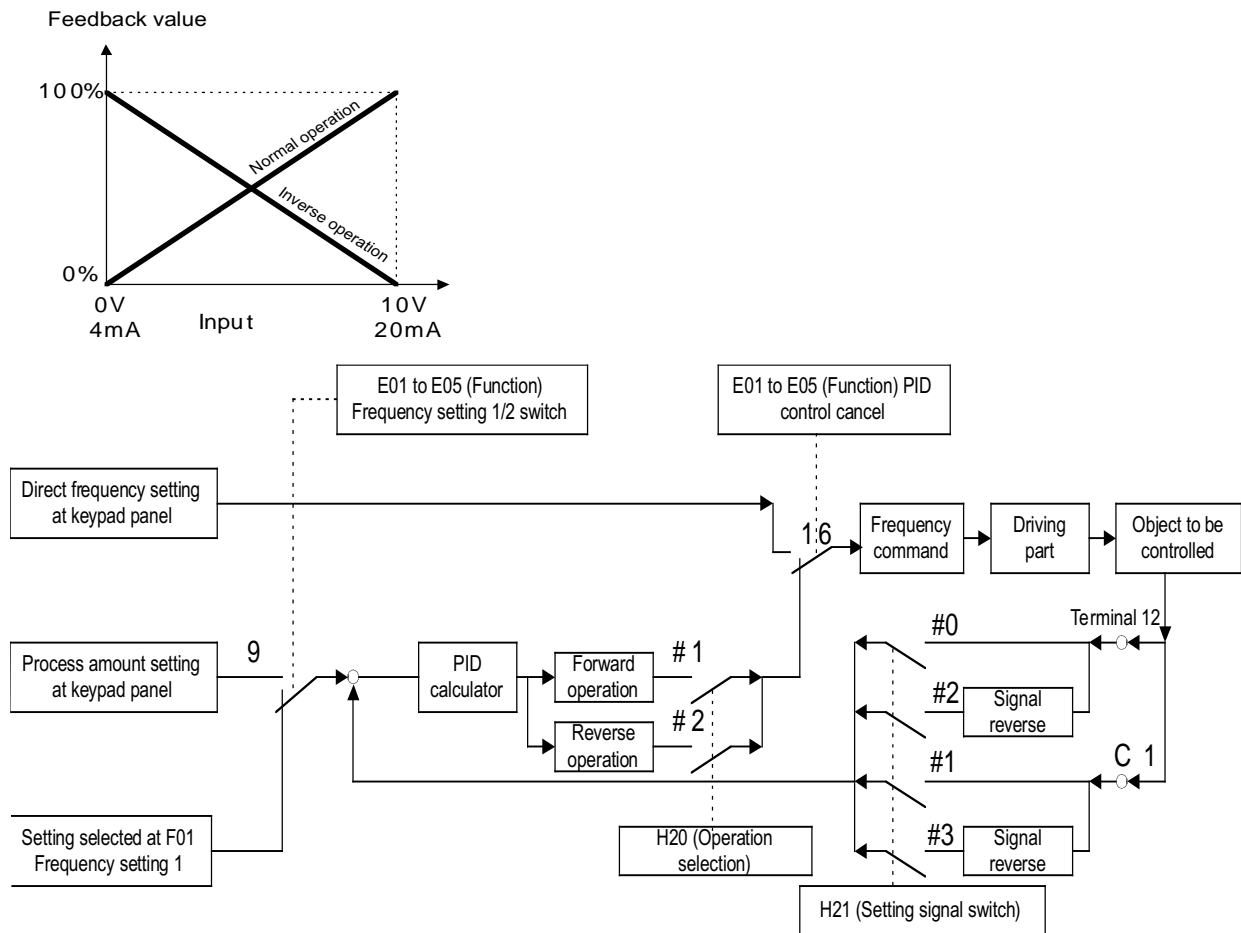 Feedback value
100%
Normal operation
Inverse operation
0%
0V
4mA
Input
10V
20mA
E01 to E05 (Function)
Frequency setting 1/2 switch
E01 to E05 (Function) PID
control cancel
Direct frequency setting
at keypad panel
16
Frequency
command
Driving
part
Object to be
controlled
Terminal 12
Process amount setting
at keypad panel
9
PID
calculator
Forward
operation
#1
Reverse
operation
#2
#0
#2
Signal
reverse
#1
C 1
#3
Signal
reverse
Setting selected at F01
Frequency setting 1
H20 (Operation
selection)
H21 (Setting signal switch)